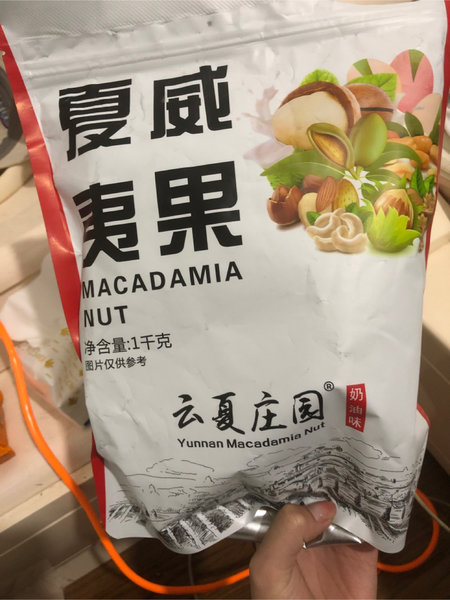 夏威
夷果
MACADAMIA
NUT
净含量:1千克
图片仅供参考
云夏庄园®
Yunnan Macadamia Nut
奶油味